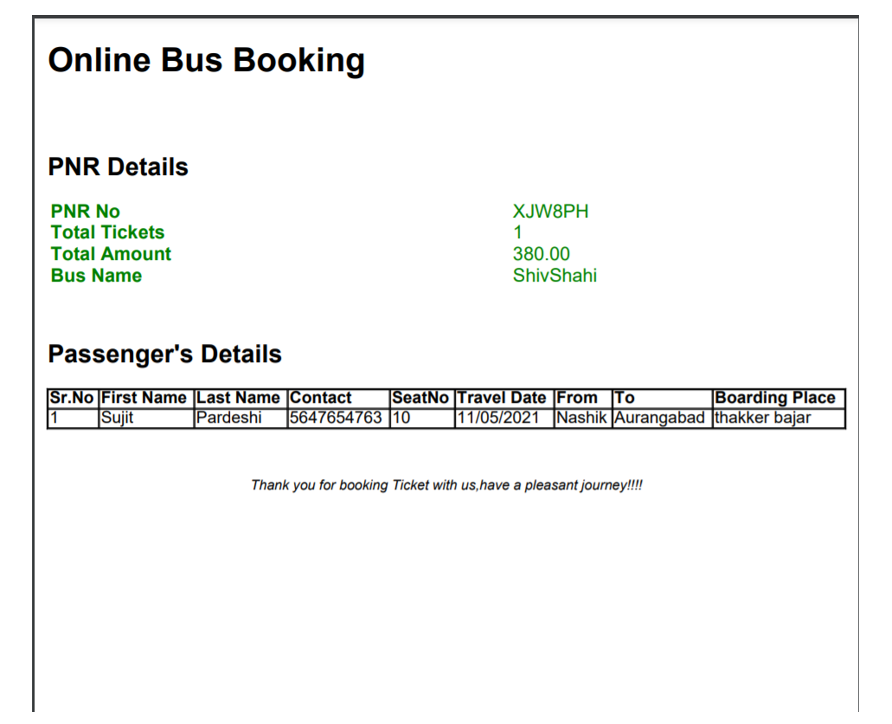 Online Bus Booking
PNR Details
PNR No XJW8PH
Total Tickets 1
Total Amount 380.00
Bus Name ShivShahi
Passenger's Details
Sr.No First Name Last Name Contact SeatNo Travel Date From To Boarding Place
1 Sujit Pardeshi 5647654763 10 11/05/2021 Nashik Aurangabad thakker bajar
Thank you for booking Ticket with us,have a pleasant journey!!!!